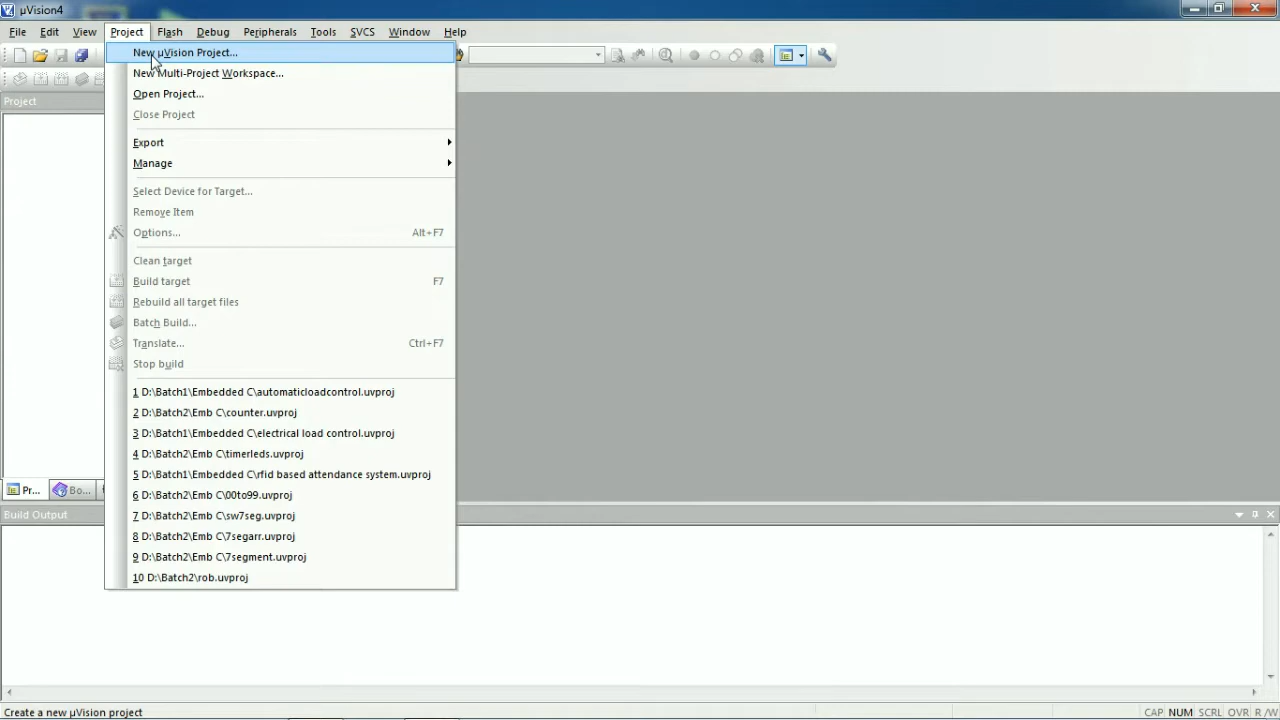 µVision4
File Edit View Project Flash Debug Peripherals Tools SVCS Window Help
New µVision Project...
New Multi-Project Workspace...
Open Project...
Close Project
Export
Manage
Select Device for Target...
Remove Item
Options... Alt+F7
Clean target
Build target F7
Rebuild all target files
Batch Build...
Translate... Ctrl+F7
Stop build
1 D:\Batch1\Embedded C\automaticloadcontrol.uvproj
2 D:\Batch2\Emb C\counter.uvproj
3 D:\Batch1\Embedded C\electrical load control.uvproj
4 D:\Batch2\Emb C\timerleds.uvproj
5 D:\Batch1\Embedded C\rfid based attendance system.uvproj
6 D:\Batch2\Emb C\00to99.uvproj
7 D:\Batch2\Emb C\sw7seg.uvproj
8 D:\Batch2\Emb C\7segarr.uvproj
9 D:\Batch2\Emb C\7segment.uvproj
10 D:\Batch2\rob.uvproj
Project
Pr... Bo...
Build Output
Create a new µVision project CAP NUM SCRL OVR R/W